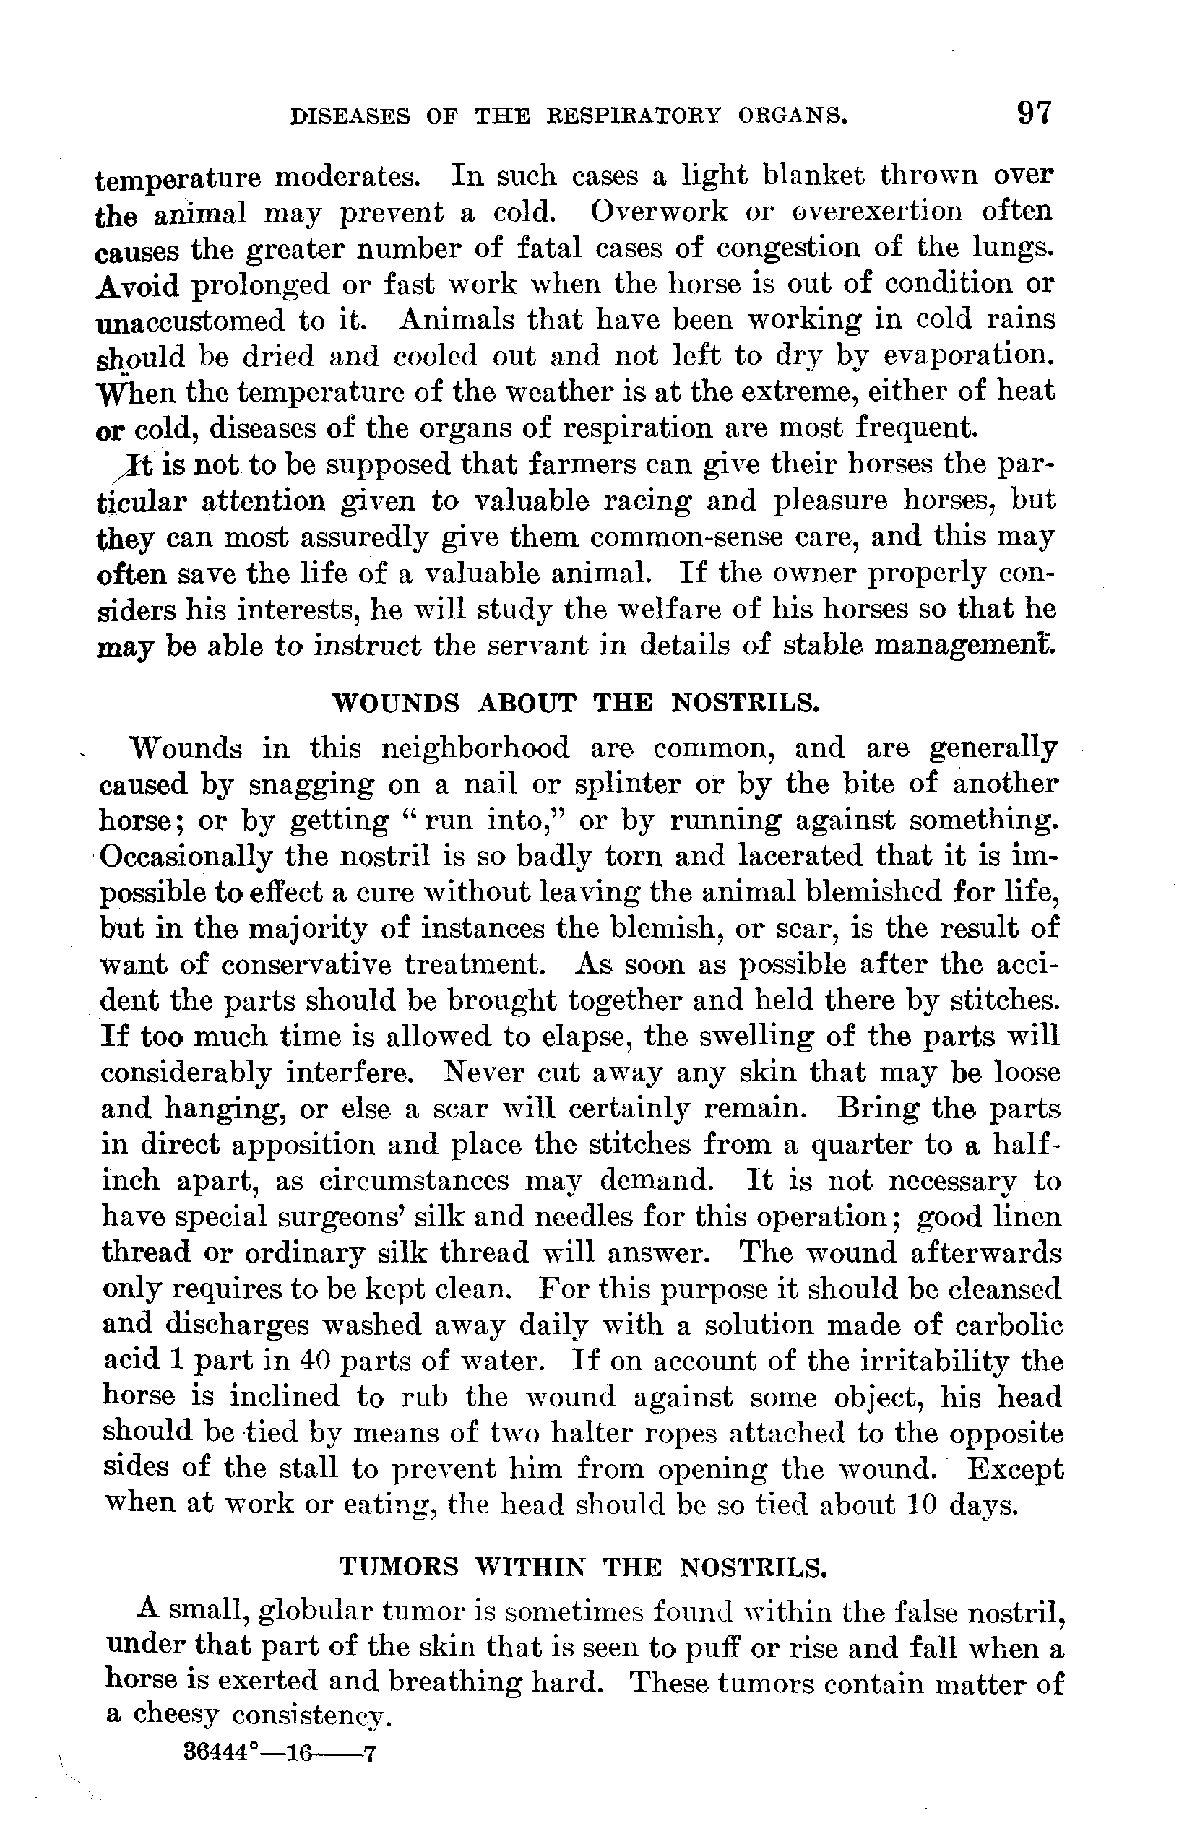 DISEASES OF THE RESPIRATORY ORGANS. 97
temperature moderates. In such cases a light blanket thrown over
the animal may prevent a cold. Overwork or overexertion often
causes the greater number of fatal cases of congestion of the lungs.
Avoid prolonged or fast work when the horse is out of condition or
unaccustomed to it. Animals that have been working in cold rains
should be dried and cooled out and not left to dry by evaporation.
When the temperature of the weather is at the extreme, either of heat
or cold, diseases of the organs of respiration are most frequent.
It is not to be supposed that farmers can give their horses the par-
ticular attention given to valuable racing and pleasure horses, but
they can most assuredly give them common-sense care, and this may
often save the life of a valuable animal. If the owner properly con-
siders his interests, he will study the welfare of his horses so that he
may be able to instruct the servant in details of stable management.
WOUNDS ABOUT THE NOSTRILS.
Wounds in this neighborhood are common, and are generally
caused by snagging on a nail or splinter or by the bite of another
horse; or by getting “run into,” or by running against something.
Occasionally the nostril is so badly torn and lacerated that it is im-
possible to effect a cure without leaving the animal blemished for life,
but in the majority of instances the blemish, or scar, is the result of
want of conservative treatment. As soon as possible after the acci-
dent the parts should be brought together and held there by stitches.
If too much time is allowed to elapse, the swelling of the parts will
considerably interfere. Never cut away any skin that may be loose
and hanging, or else a scar will certainly remain. Bring the parts
in direct apposition and place the stitches from a quarter to a half-
inch apart, as circumstances may demand. It is not necessary to
have special surgeons’ silk and needles for this operation; good linen
thread or ordinary silk thread will answer. The wound afterwards
only requires to be kept clean. For this purpose it should be cleansed
and discharges washed away daily with a solution made of carbolic
acid 1 part in 40 parts of water. If on account of the irritability the
horse is inclined to rub the wound against some object, his head
should be tied by means of two halter ropes attached to the opposite
sides of the stall to prevent him from opening the wound. Except
when at work or eating, the head should be so tied about 10 days.
TUMORS WITHIN THE NOSTRILS.
A small, globular tumor is sometimes found within the false nostril,
under that part of the skin that is seen to puff or rise and fall when a
horse is exerted and breathing hard. These tumors contain matter of
a cheesy consistency.
36444°—16——7